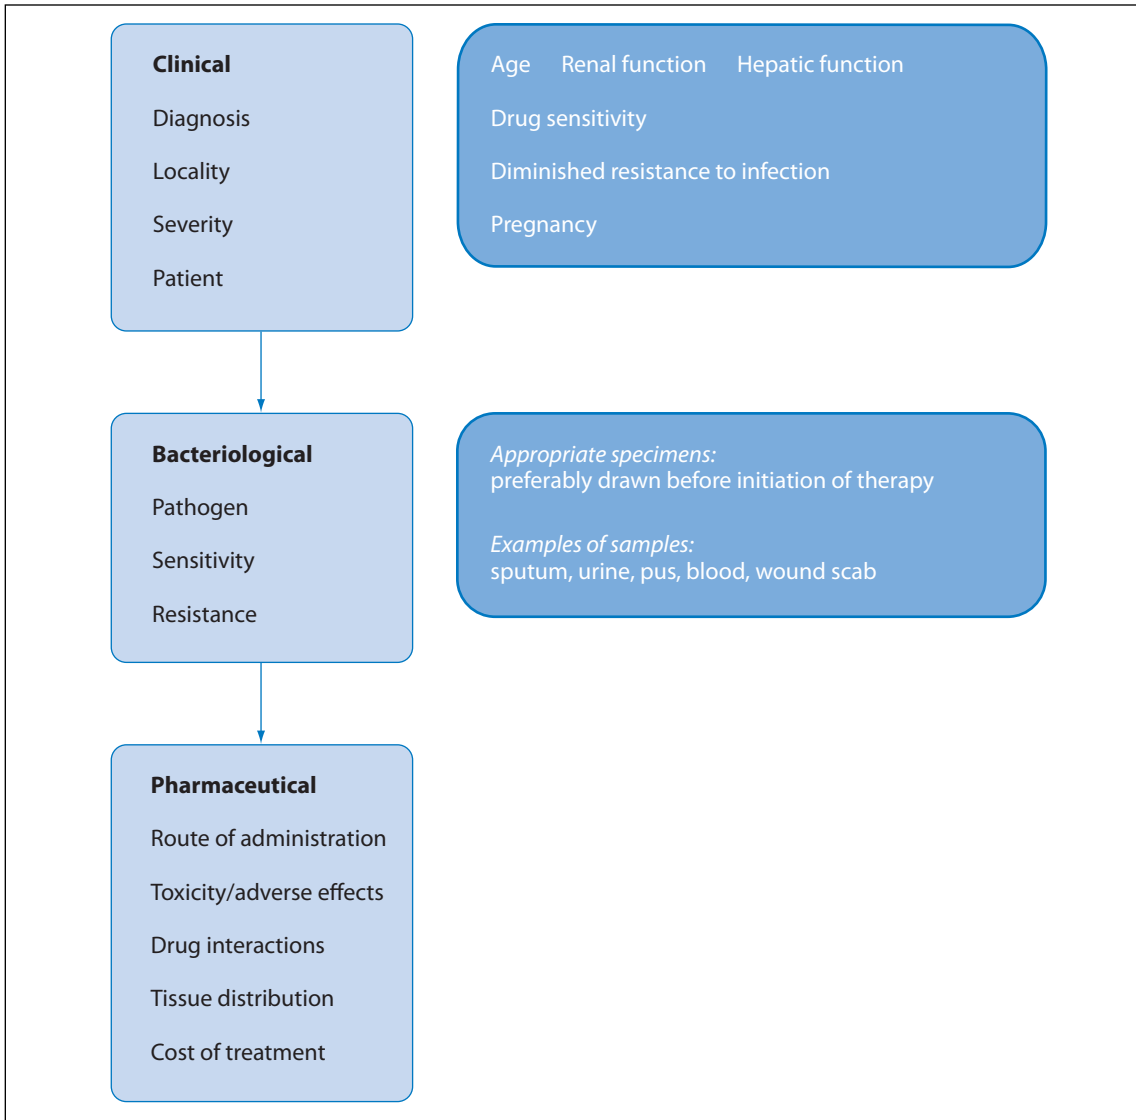 Clinical
Diagnosis
Locality
Severity
Patient
Age Renal function Hepatic function
Drug sensitivity
Diminished resistance to infection
Pregnancy
Bacteriological
Pathogen
Sensitivity
Resistance
Appropriate specimens:
preferably drawn before initiation of therapy
Examples of samples:
sputum, urine, pus, blood, wound scab
Pharmaceutical
Route of administration
Toxicity/adverse effects
Drug interactions
Tissue distribution
Cost of treatment